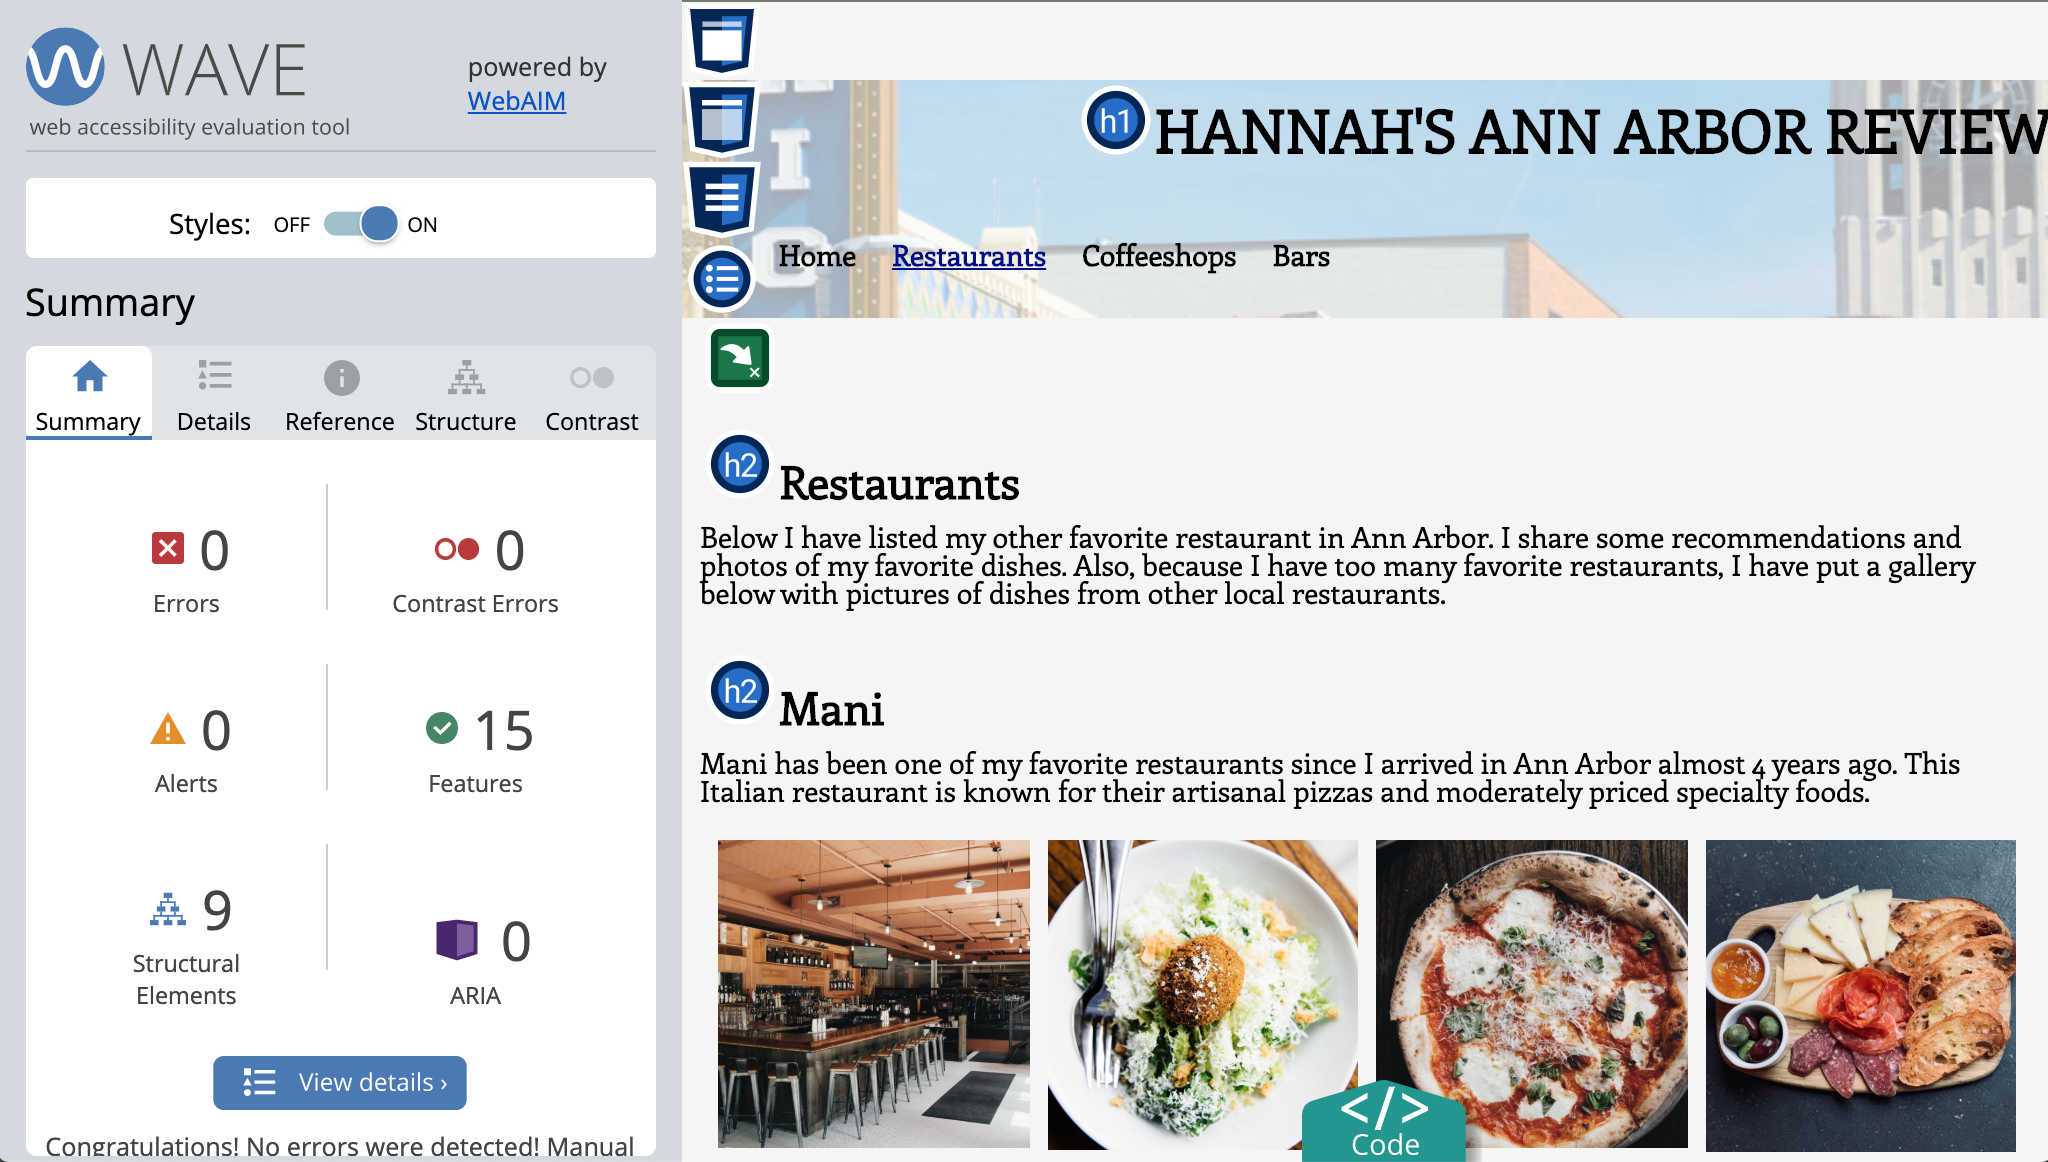 WAVE
powered by
WebAIM
web accessibility evaluation tool
Styles: OFF ON
Summary
Summary Details Reference Structure Contrast
0
Errors
0
Contrast Errors
0
Alerts
15
Features
9
Structural
Elements
0
ARIA
View details ›
Congratulations! No errors were detected! Manual
h1 HANNAH'S ANN ARBOR REVIEW
Home Restaurants Coffeeshops Bars
h2 Restaurants
Below I have listed my other favorite restaurant in Ann Arbor. I share some recommendations and
photos of my favorite dishes. Also, because I have too many favorite restaurants, I have put a gallery
below with pictures of dishes from other local restaurants.
h2 Mani
Mani has been one of my favorite restaurants since I arrived in Ann Arbor almost 4 years ago. This
Italian restaurant is known for their artisanal pizzas and moderately priced specialty foods.
</>
Code